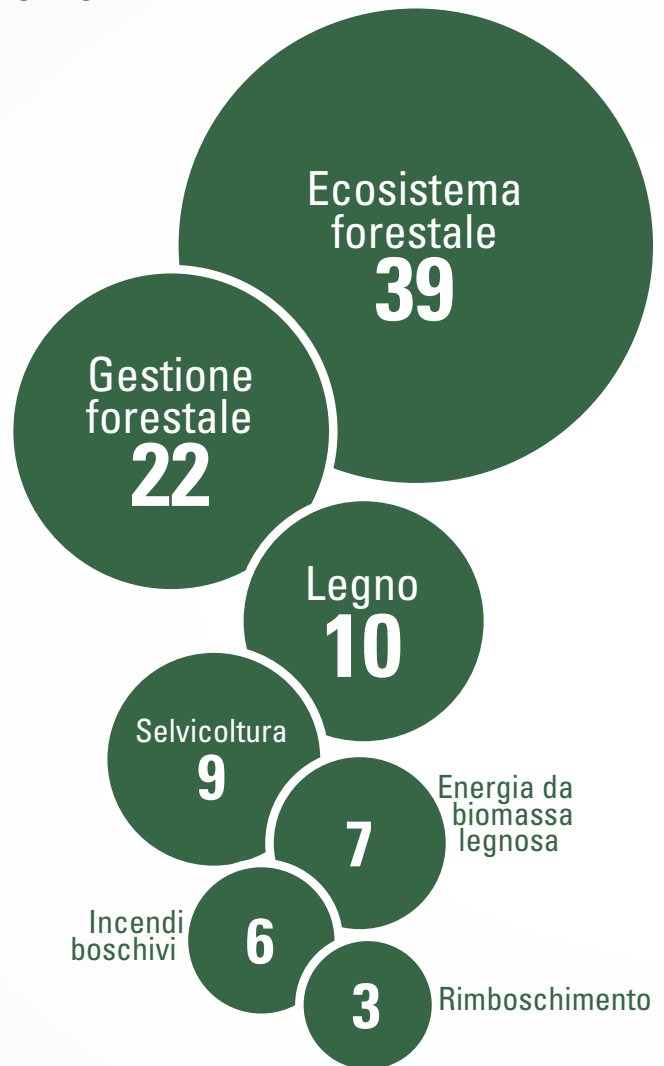 Ecosistema
forestale
39
Gestione
forestale
22
Legno
10
Selvicoltura
9
Energia da
biomassa
legnosa
7
Incendi
boschivi
6
Rimboschimento
3